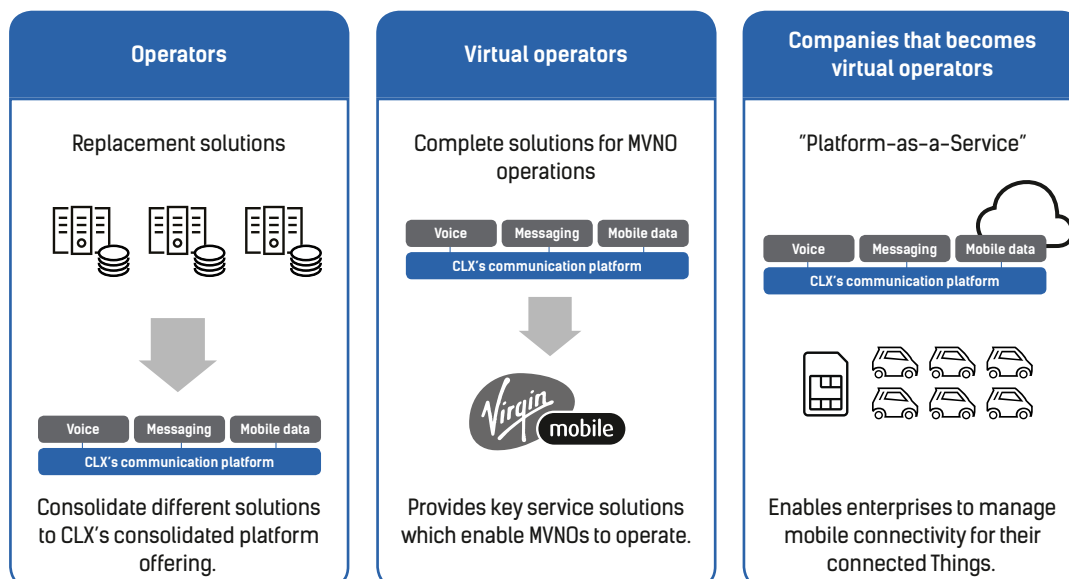 Operators
Replacement solutions
Voice
Messaging
Mobile data
CLX's communication platform
Consolidate different solutions
to CLX's consolidated platform
offering.
Virtual operators
Complete solutions for MVNO
operations
Voice
Messaging
Mobile data
CLX's communication platform
Virgin
mobile
Provides key service solutions
which enable MVNOs to operate.
Companies that becomes
virtual operators
"Platform-as-a-Service"
Voice
Messaging
Mobile data
CLX's communication platform
Enables enterprises to manage
mobile connectivity for their
connected Things.